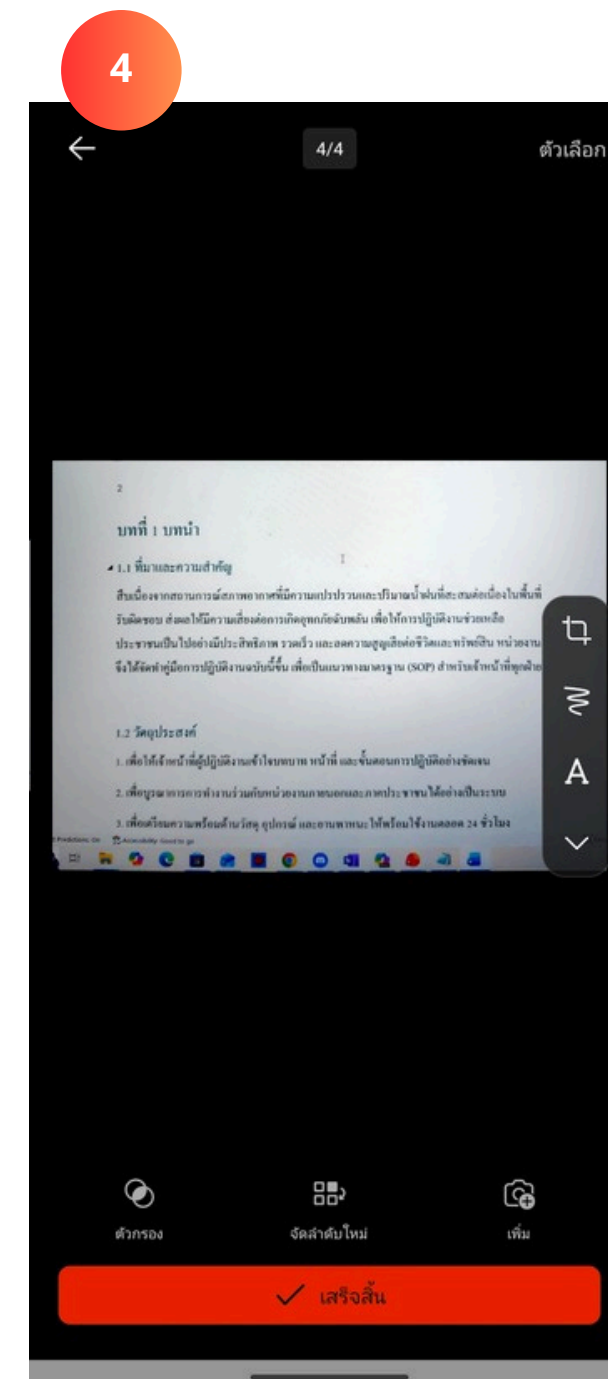 4
4/4
ตัวเลือก
2
บทที่ 1 บทนำ
1.1 ที่มาและความสำคัญ
สืบเนื่องจากสถานการณ์สภาพอากาศที่มีความแปรปรวนและปริมาณน้ำฝนที่สะสมต่อเนื่องในพื้นที่
รับผิดชอบ ส่งผลให้มีความเสี่ยงต่อการเกิดอุทกภัยฉับพลัน เพื่อให้การปฏิบัติงานช่วยเหลือ
ประชาชนเป็นไปอย่างมีประสิทธิภาพ รวดเร็ว และลดความสูญเสียต่อชีวิตและทรัพย์สิน หน่วยงาน
จึงได้จัดทำคู่มือการปฏิบัติงานฉบับนี้ขึ้น เพื่อเป็นแนวทางมาตรฐาน (SOP) สำหรับเจ้าหน้าที่ทุกฝ่าย
1.2 วัตถุประสงค์
1. เพื่อให้เจ้าหน้าที่ผู้ปฏิบัติงานเข้าใจบทบาท หน้าที่ และขั้นตอนการปฏิบัติอย่างชัดเจน
2. เพื่อบูรณาการการทำงานร่วมกับหน่วยงานภายนอกและภาคประชาชนได้อย่างเป็นระบบ
3. เพื่อเตรียมความพร้อมด้านวัสดุ อุปกรณ์ และยานพาหนะให้พร้อมใช้งานตลอด 24 ชั่วโมง
Predictions: On Accessibility: Good to go
A
ตัวกรอง
จัดลำดับใหม่
เพิ่ม
เสร็จสิ้น